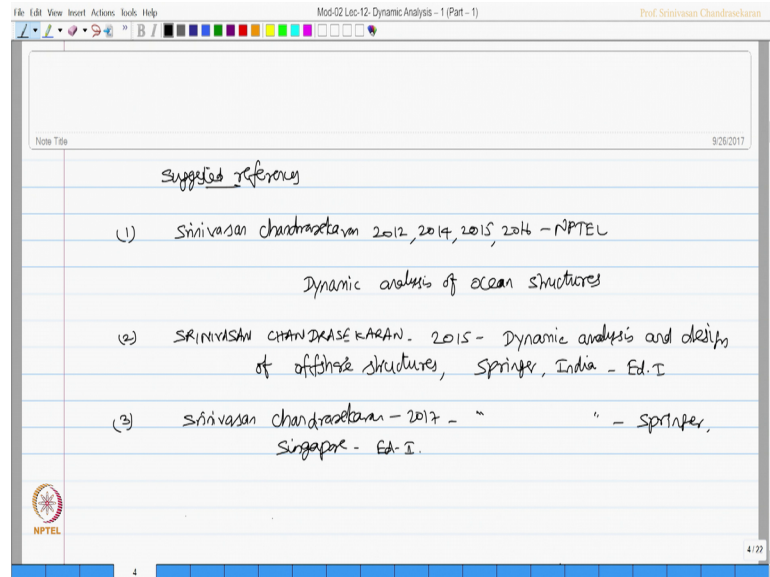 File Edit View Insert Actions Tools Help
Mod-02 Lec-12- Dynamic Analysis – 1 (Part – 1)
Prof. Srinivasan Chandrasekaran
B I
Note Title
9/26/2017
Suggested references
(1) Srinivasan Chandrasekaran 2012, 2014, 2015, 2016 - NPTEL
Dynamic analysis of ocean structures
(2) SRINIVASAN CHANDRASEKARAN - 2015 - Dynamic analysis and design
of offshore structures, Springer, India - Ed. I
(3) Srinivasan Chandrasekaran - 2017 - " " - Springer,
Singapore - Ed-I.
NPTEL
4/22
4